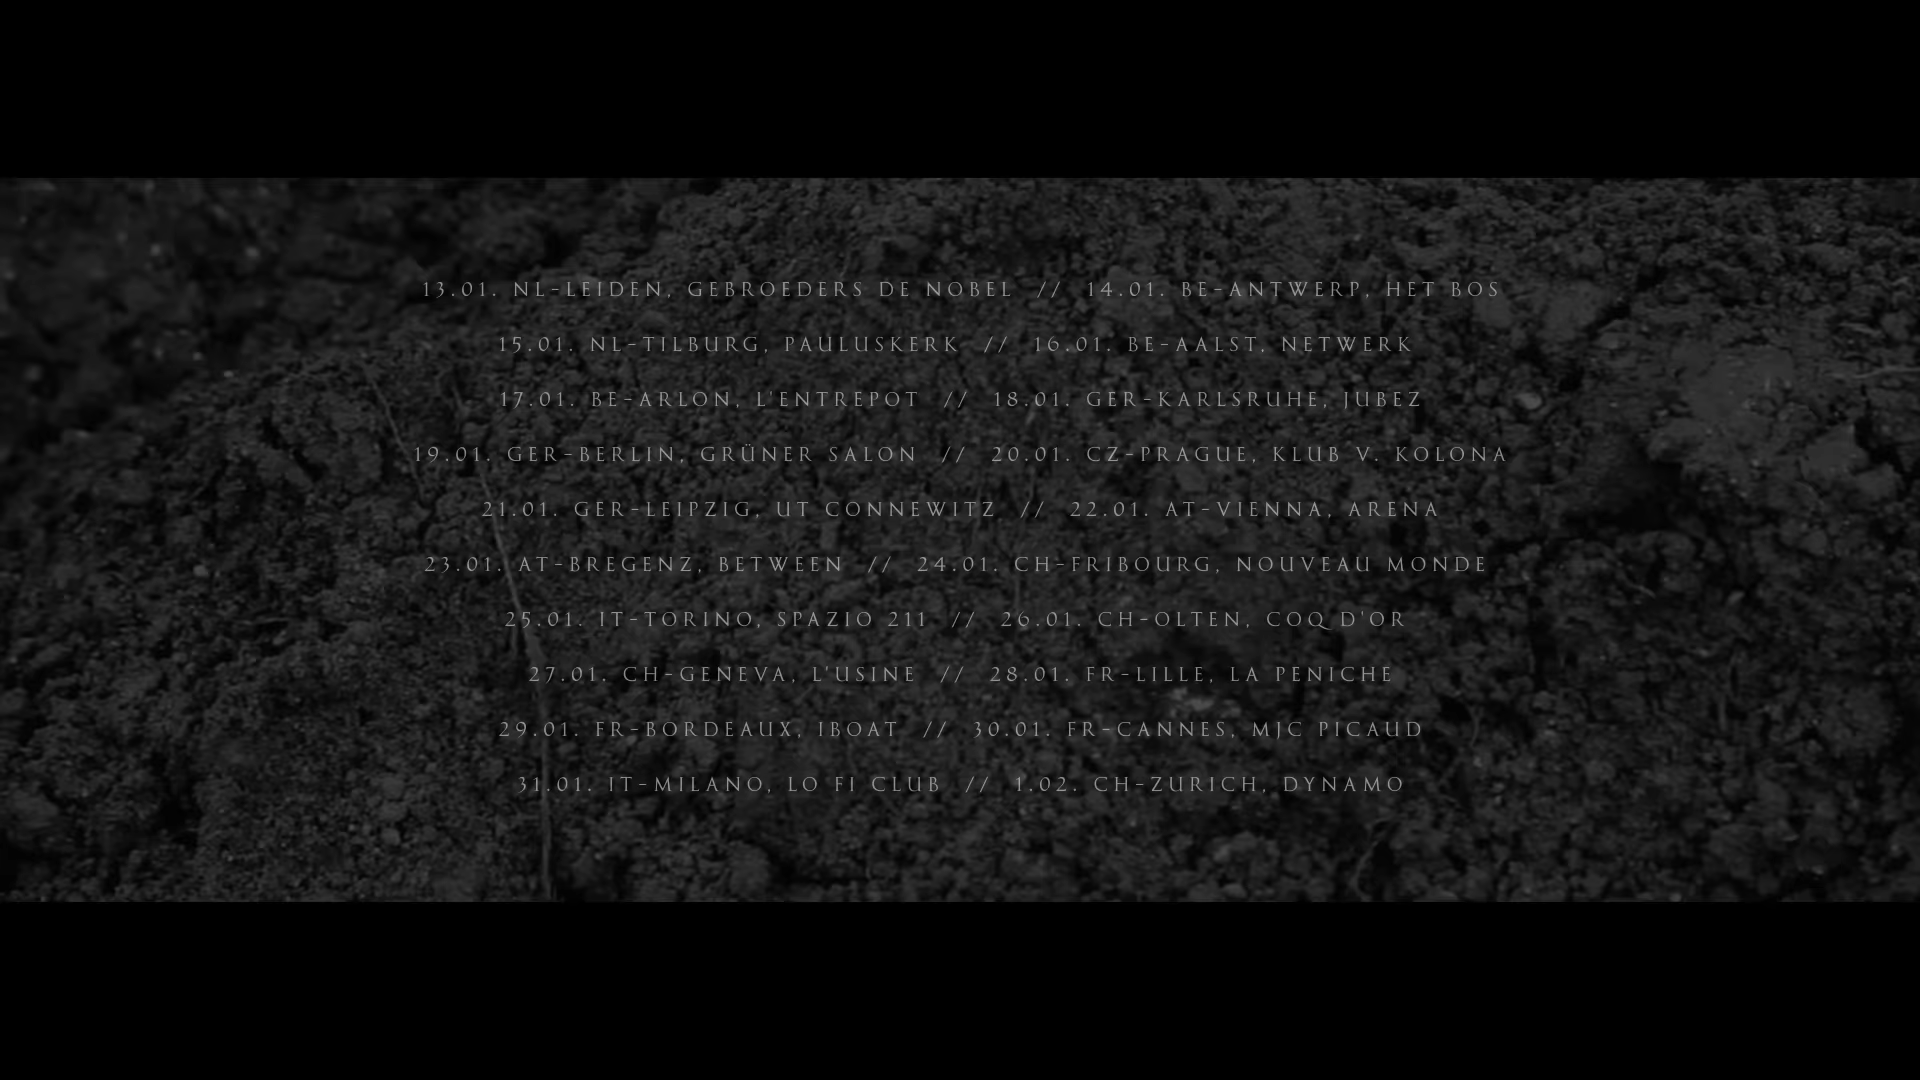 13.01. NL-LEIDEN, GEBROEDERS DE NOBEL // 14.01. BE-ANTWERP, HET BOS
15.01. NL-TILBURG, PAULUSKERK // 16.01. BE-AALST, NETWERK
17.01. BE-ARLON, L'ENTREPOT // 18.01. GER-KARLSRUHE, JUBEZ
19.01. GER-BERLIN, GRÜNER SALON // 20.01. CZ-PRAGUE, KLUB V. KOLONA
21.01. GER-LEIPZIG, UT CONNEWITZ // 22.01. AT-VIENNA, ARENA
23.01. AT-BREGENZ, BETWEEN // 24.01. CH-FRIBOURG, NOUVEAU MONDE
25.01. IT-TORINO, SPAZIO 211 // 26.01. CH-OLTEN, COQ D'OR
27.01. CH-GENEVA, L'USINE // 28.01. FR-LILLE, LA PENICHE
29.01. FR-BORDEAUX, IBOAT // 30.01. FR-CANNES, MJC PICAUD
31.01. IT-MILANO, LO FI CLUB // 1.02. CH-ZURICH, DYNAMO